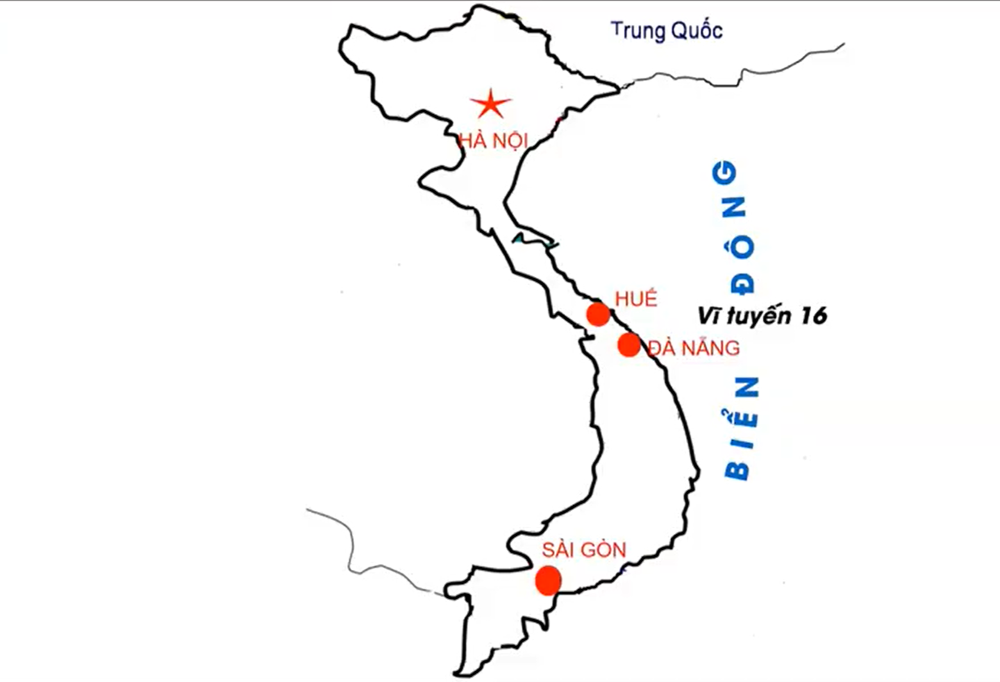 Trung Quốc
HÀ NỘI
BIỂN ĐÔNG
HUẾ
Vĩ tuyến 16
ĐÀ NẴNG
SÀI GÒN